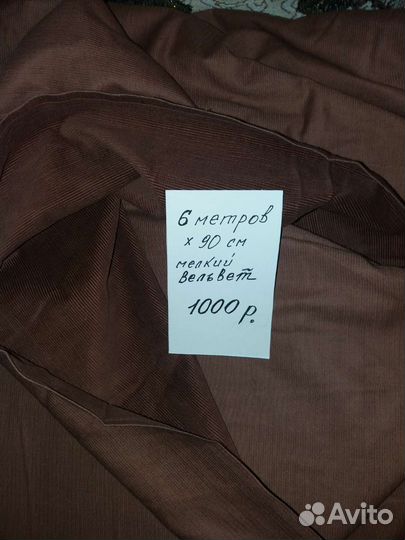 6 метров
х 90 см
мелкий
вельвет
1000 р.
Avito